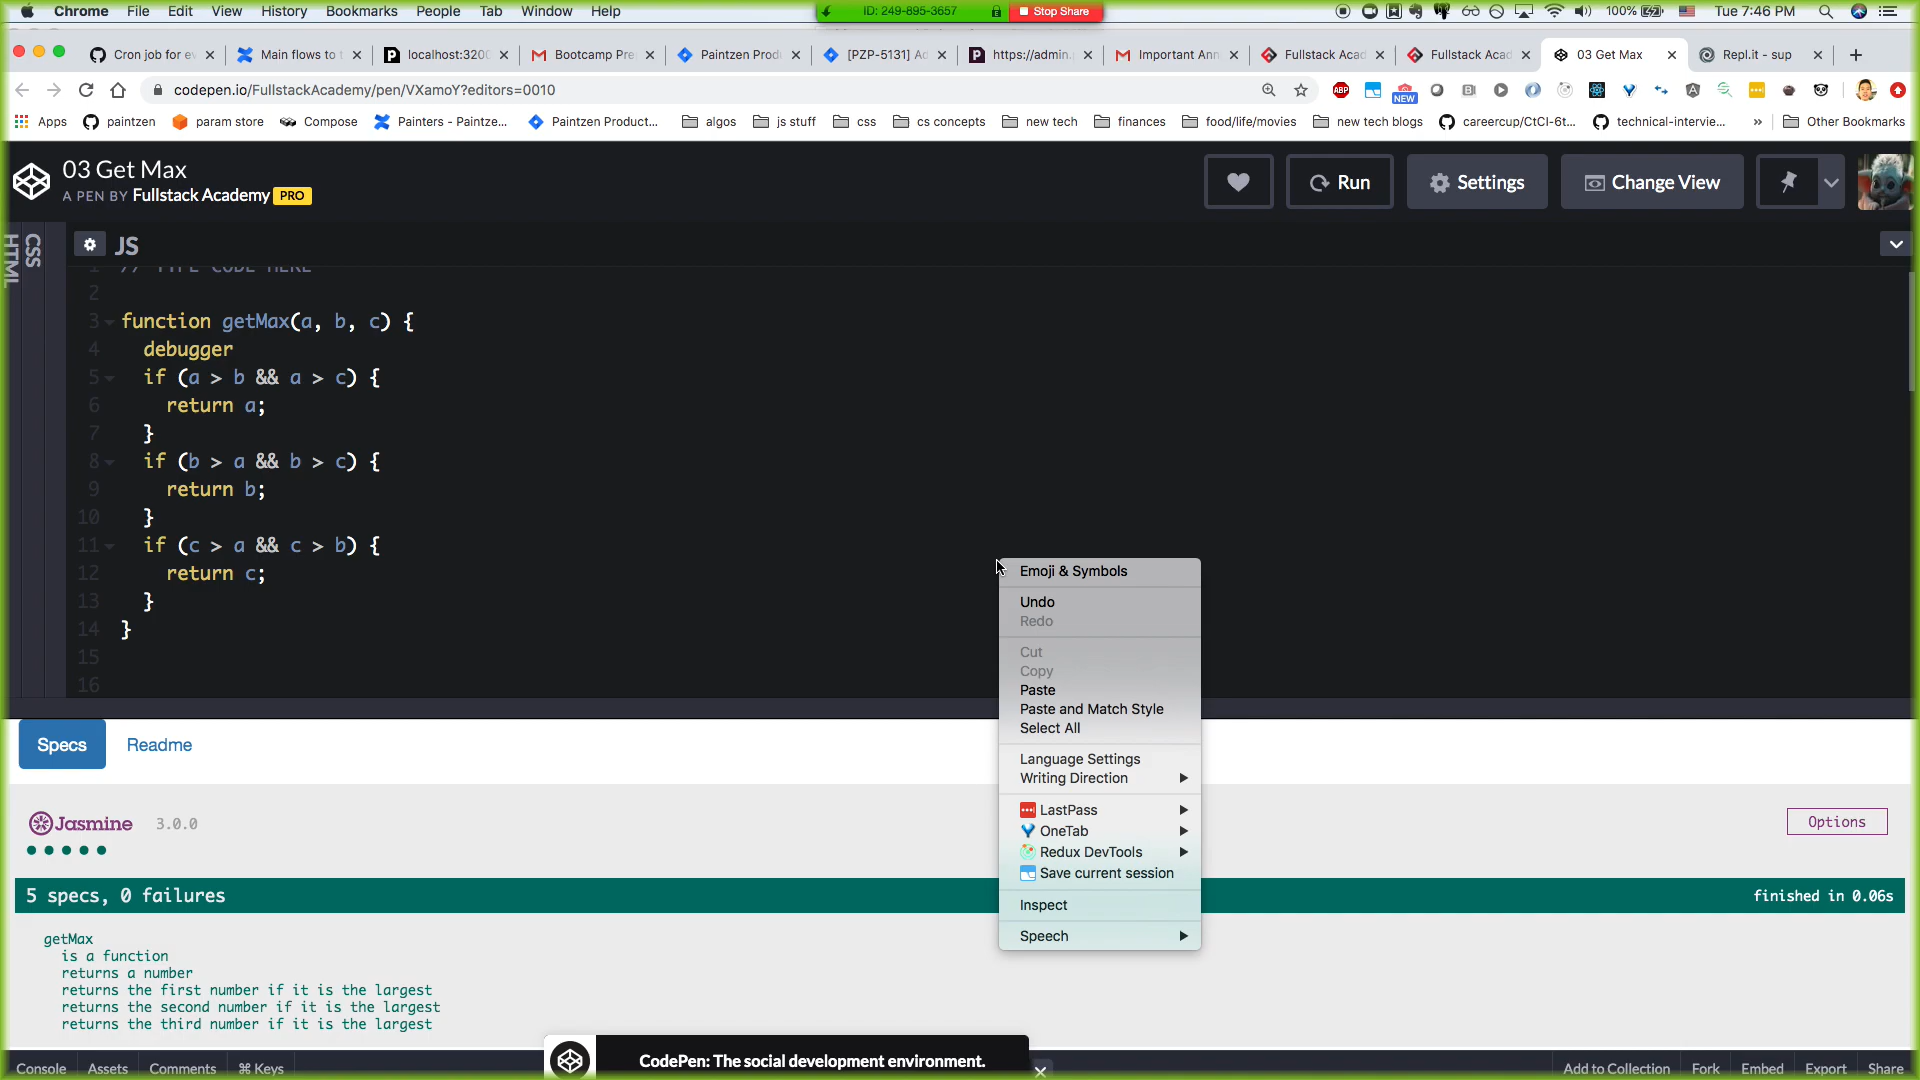 Chrome File Edit View History Bookmarks People Tab Window Help
ID: 249-895-3657 Stop Share
100% Tue 7:46 PM
Cron job for ev Main flows to t localhost:3200 Bootcamp Pre Paintzen Produ [PZP-5131] Ad https://admin. Important Ann Fullstack Acad Fullstack Acad 03 Get Max Repl.it - sup
codepen.io/FullstackAcademy/pen/VXamoY?editors=0010
ABP NEW
Apps paintzen param store Compose Painters - Paintze... Paintzen Product... algos js stuff css cs concepts new tech finances food/life/movies new tech blogs careercup/CtCI-6t... technical-intervie... » Other Bookmarks
03 Get Max
A PEN BY Fullstack Academy PRO
Run Settings Change View
HTML
CSS
JS
1 // TYPE CODE HERE
2
3 function getMax(a, b, c) {
4 debugger
5 if (a > b && a > c) {
6 return a;
7 }
8 if (b > a && b > c) {
9 return b;
10 }
11 if (c > a && c > b) {
12 return c;
13 }
14 }
15
16
Emoji & Symbols
Undo
Redo
Cut
Copy
Paste
Paste and Match Style
Select All
Language Settings
Writing Direction
LastPass
OneTab
Redux DevTools
Save current session
Inspect
Speech
Specs Readme
Jasmine 3.0.0
Options
5 specs, 0 failures finished in 0.06s
getMax
is a function
returns a number
returns the first number if it is the largest
returns the second number if it is the largest
returns the third number if it is the largest
CodePen: The social development environment.
Console Assets Comments ⌘ Keys Add to Collection Fork Embed Export Share